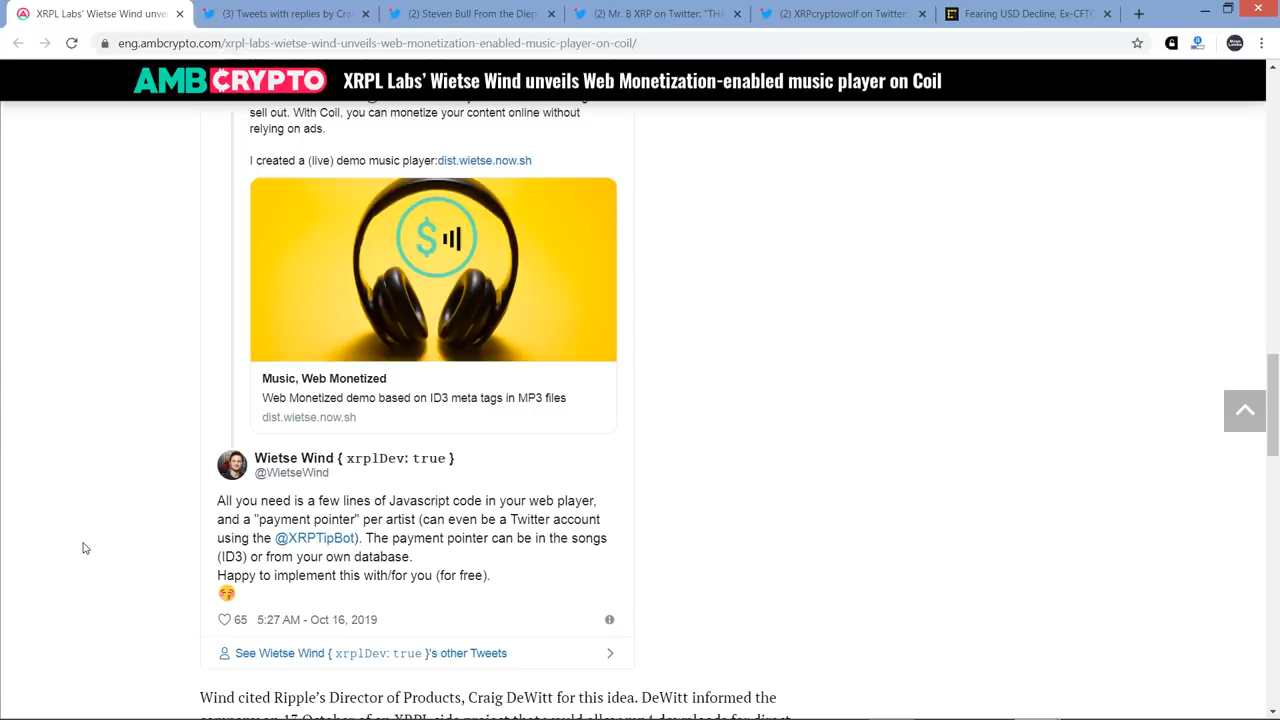 XRPL Labs' Wietse Wind unveils
(3) Tweets with replies by Cra
(2) Steven Bull From the Diep
(2) Mr. B XRP on Twitter: "THA
(2) XRPcryptowolf on Twitter:
Fearing USD Decline, Ex-CFTC
eng.ambcrypto.com/xrpl-labs-wietse-wind-unveils-web-monetization-enabled-music-player-on-coil/
AMBCRYPTO XRPL Labs' Wietse Wind unveils Web Monetization-enabled music player on Coil
sell out. With Coil, you can monetize your content online without
relying on ads.
I created a (live) demo music player:dist.wietse.now.sh
$
Music, Web Monetized
Web Monetized demo based on ID3 meta tags in MP3 files
dist.wietse.now.sh
Wietse Wind { xrplDev: true }
@WietseWind
All you need is a few lines of Javascript code in your web player,
and a "payment pointer" per artist (can even be a Twitter account
using the @XRPTipBot). The payment pointer can be in the songs
(ID3) or from your own database.
Happy to implement this with/for you (for free).
65 5:27 AM - Oct 16, 2019
See Wietse Wind { xrplDev: true }'s other Tweets
Wind cited Ripple's Director of Products, Craig DeWitt for this idea. DeWitt informed the